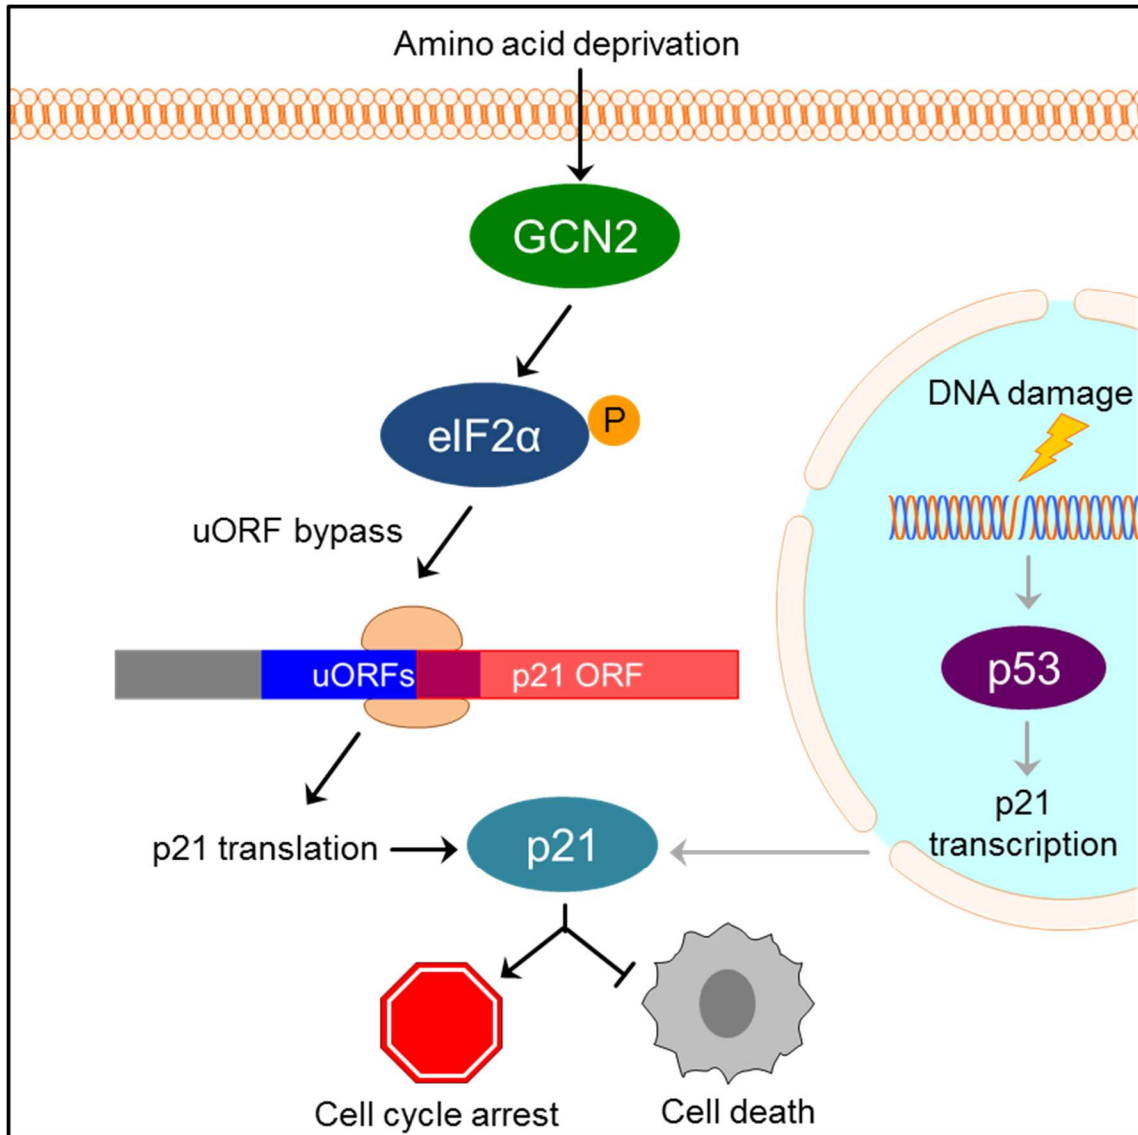 Amino acid deprivation
GCN2
eIF2α
P
uORF bypass
uORFs
p21 ORF
p21 translation
p21
DNA damage
p53
p21
transcription
Cell cycle arrest
Cell death